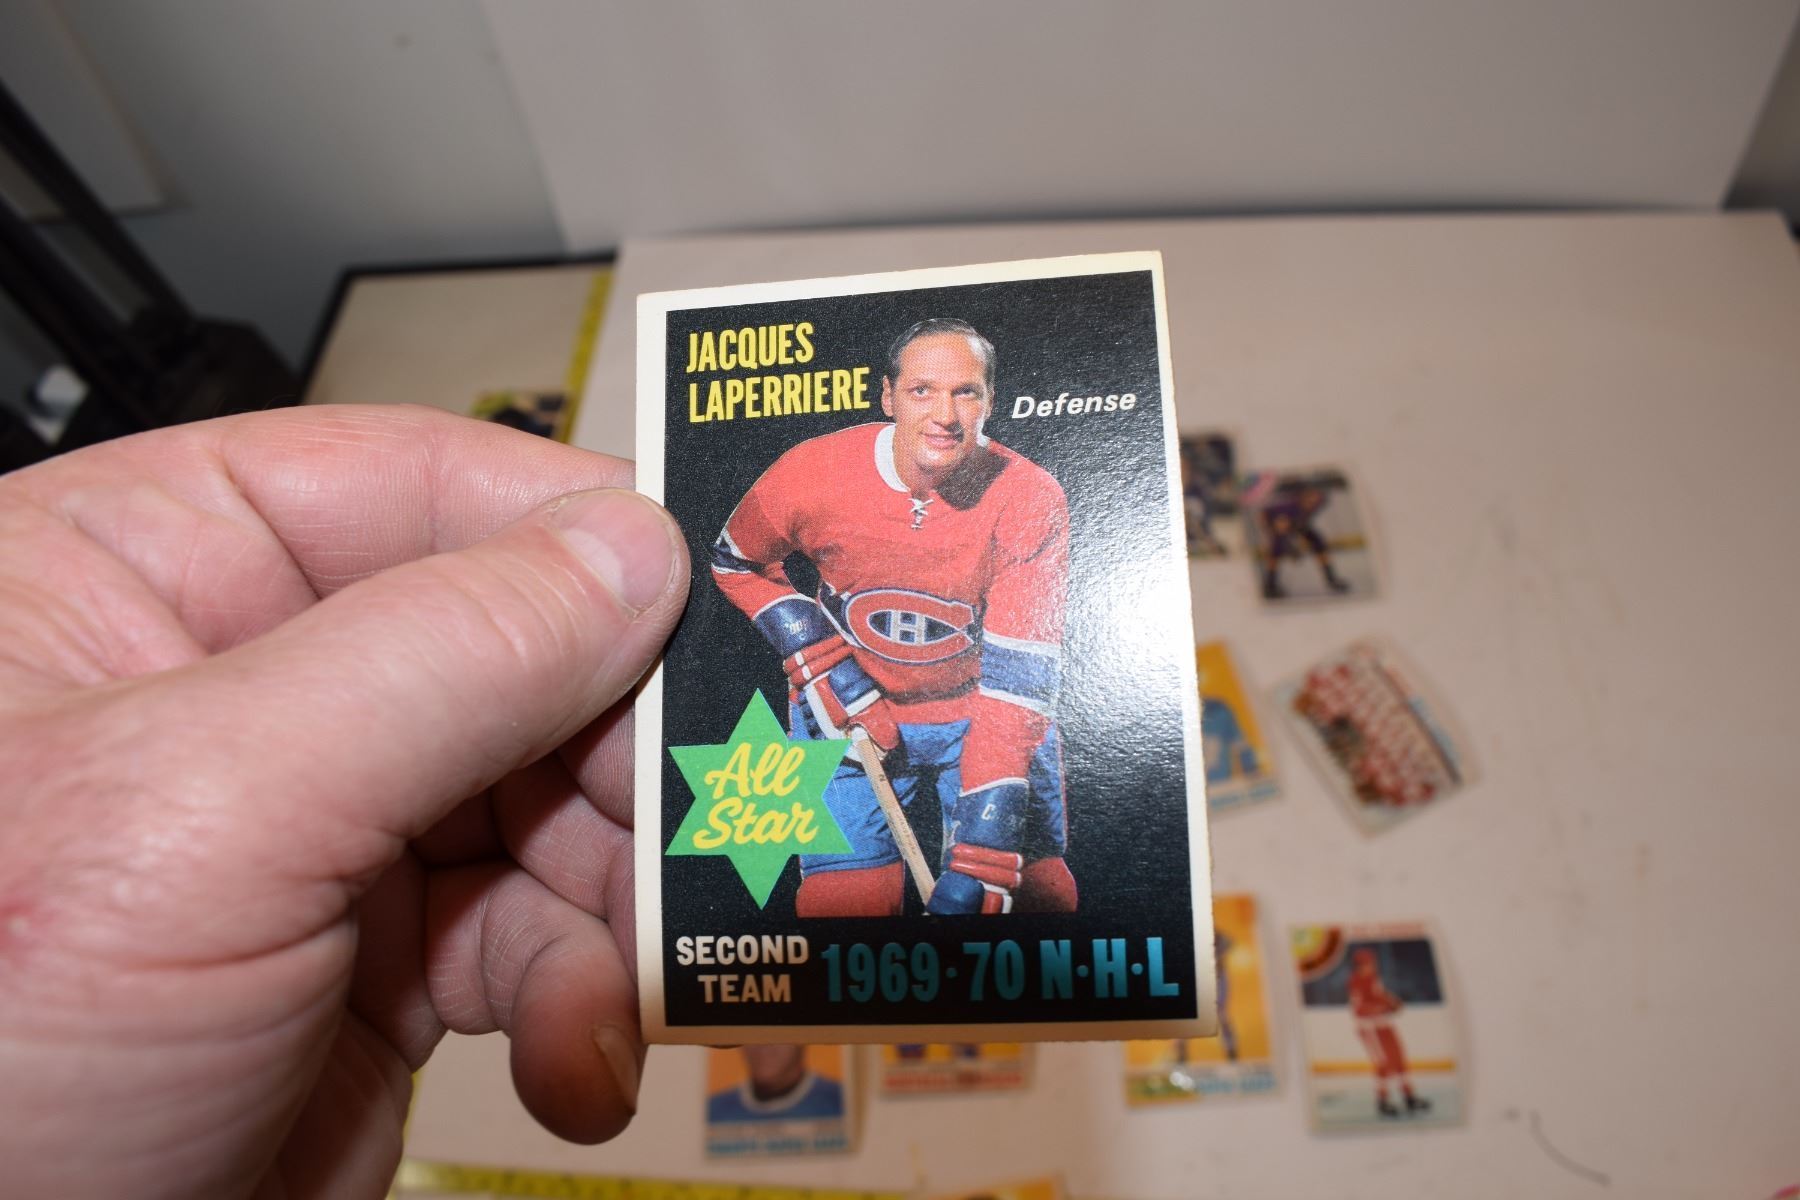 JACQUES
LAPERRIERE
Defense
All
Star
SECOND
TEAM
1969·70 N·H·L